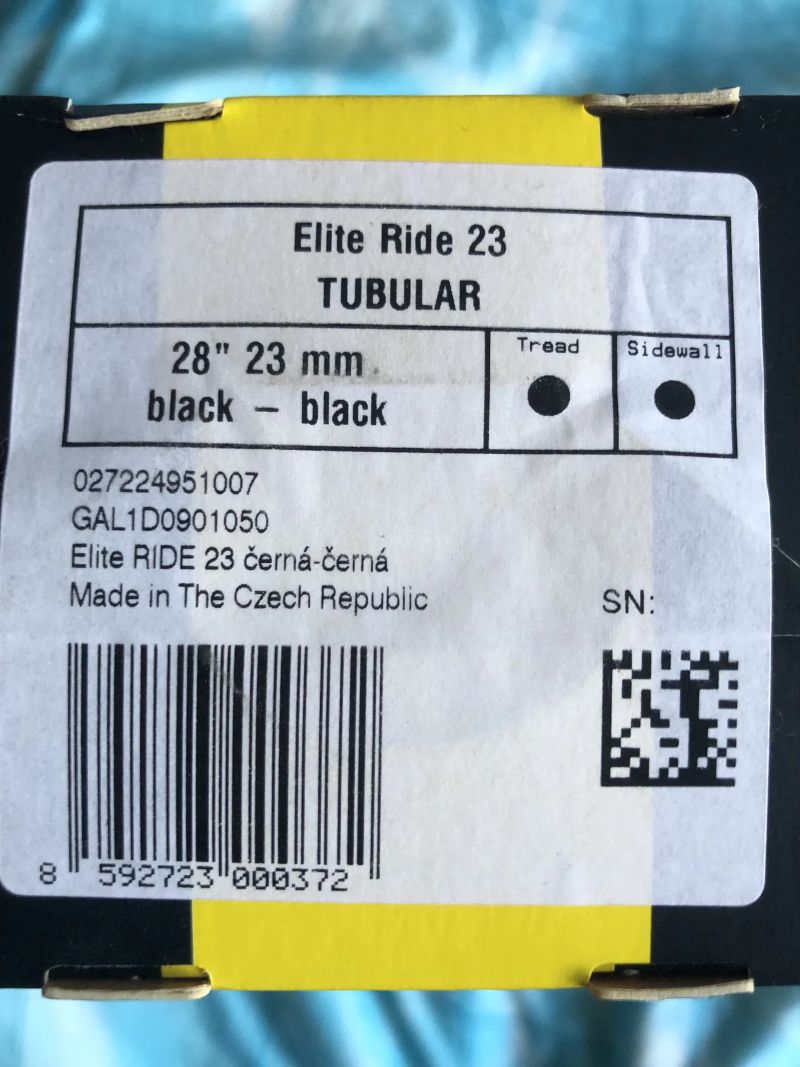 Elite Ride 23
TUBULAR
28" 23 mm
black – black
Tread
Sidewall
027224951007
GAL1D0901050
Elite RIDE 23 černá-černá
Made in The Czech Republic
SN:
8 592723 000372